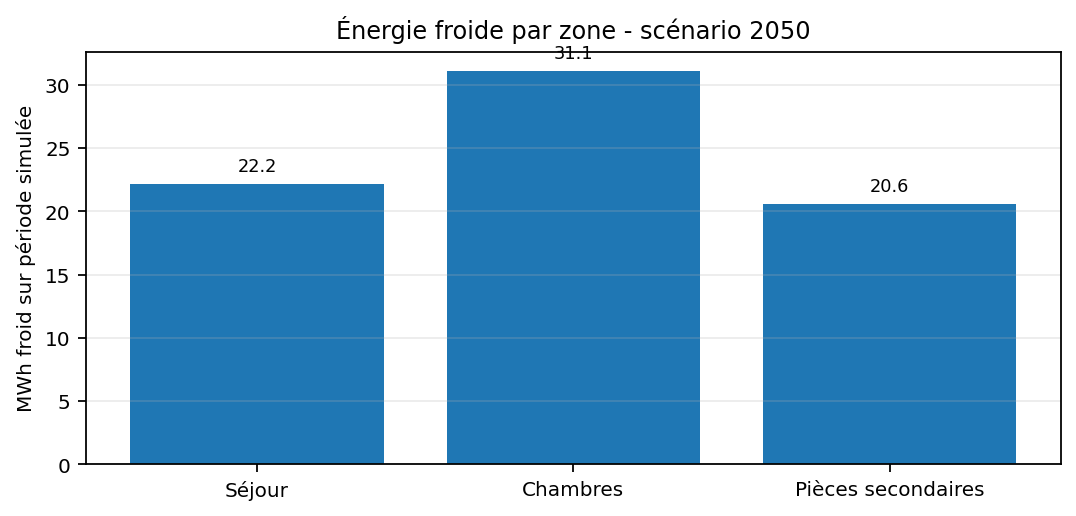 Énergie froide par zone - scénario 2050
MWh froid sur période simulée
30
25
20
15
10
5
0
22.2
31.1
20.6
Séjour
Chambres
Pièces secondaires